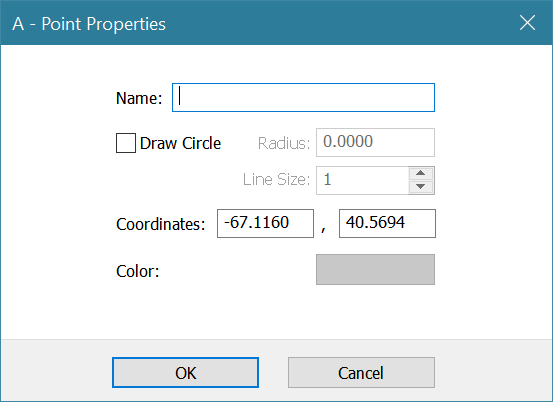 A - Point Properties
Name:
Draw Circle Radius: 0.0000
Line Size: 1
Coordinates: -67.1160 , 40.5694
Color:
OK Cancel